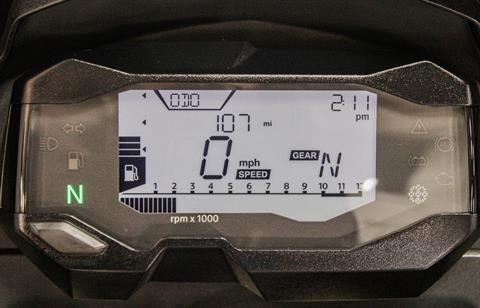 ODO
2:11
pm
107 mi
0 mph
SPEED
GEAR N
N
1 2 3 4 5 6 7 8 9 10 11
rpm x 1000